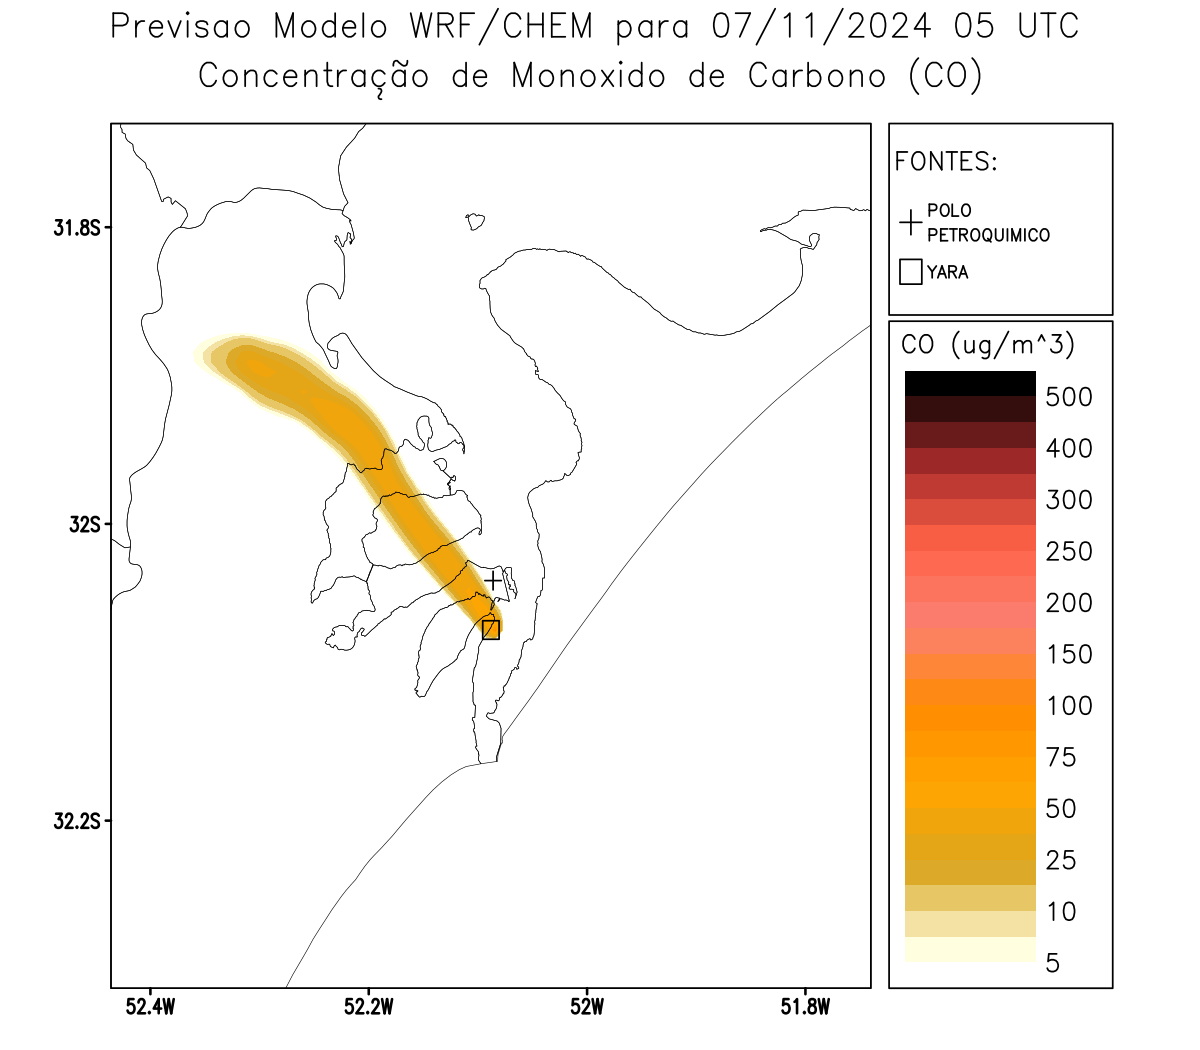 Previsao Modelo WRF/CHEM para 07/11/2024 05 UTC
Concentração de Monoxido de Carbono (CO)
FONTES:
POLO
PETROQUIMICO
YARA
31.8S
32S
32.2S
52.4W
52.2W
52W
51.8W
CO (ug/m^3)
500
400
300
250
200
150
100
75
50
25
10
5